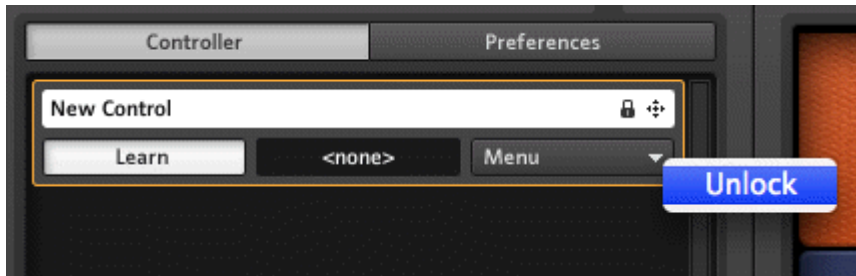 Controller Preferences
New Control
Learn <none> Menu
Unlock